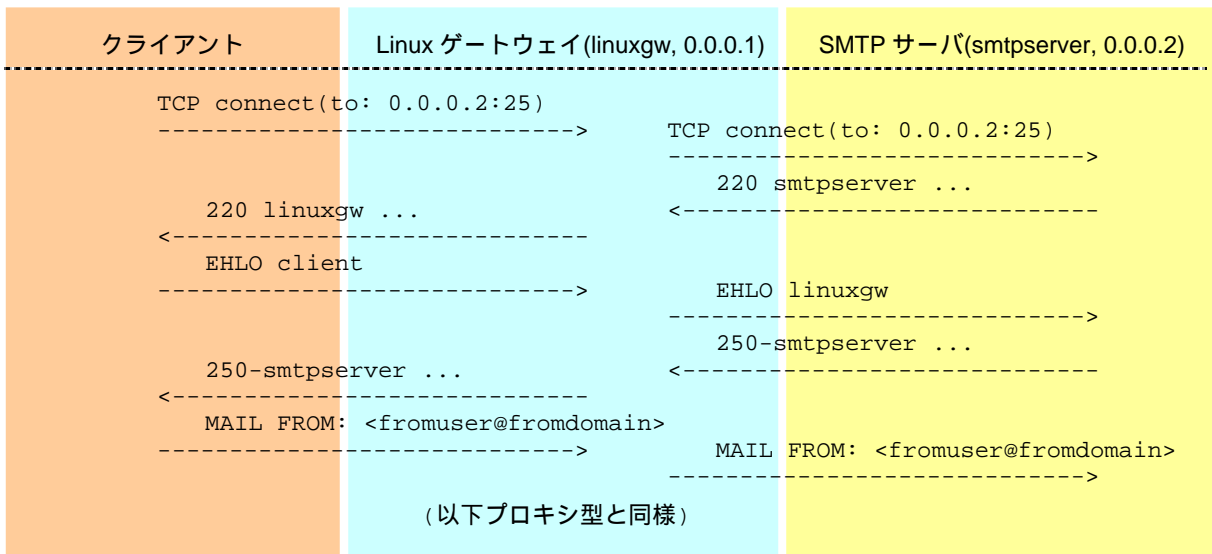 クライアント
Linux ゲートウェイ(linuxgw, 0.0.0.1)
SMTP サーバ(smtpserver, 0.0.0.2)
TCP connect(to: 0.0.0.2:25)
----------------------------->
TCP connect(to: 0.0.0.2:25)
----------------------------->
220 smtpserver ...
<-----------------------------
220 linuxgw ...
<-----------------------------
EHLO client
----------------------------->
EHLO linuxgw
----------------------------->
250-smtpserver ...
<-----------------------------
250-smtpserver ...
<-----------------------------
MAIL FROM: <fromuser@fromdomain>
----------------------------->
MAIL FROM: <fromuser@fromdomain>
----------------------------->
(以下プロキシ型と同様)